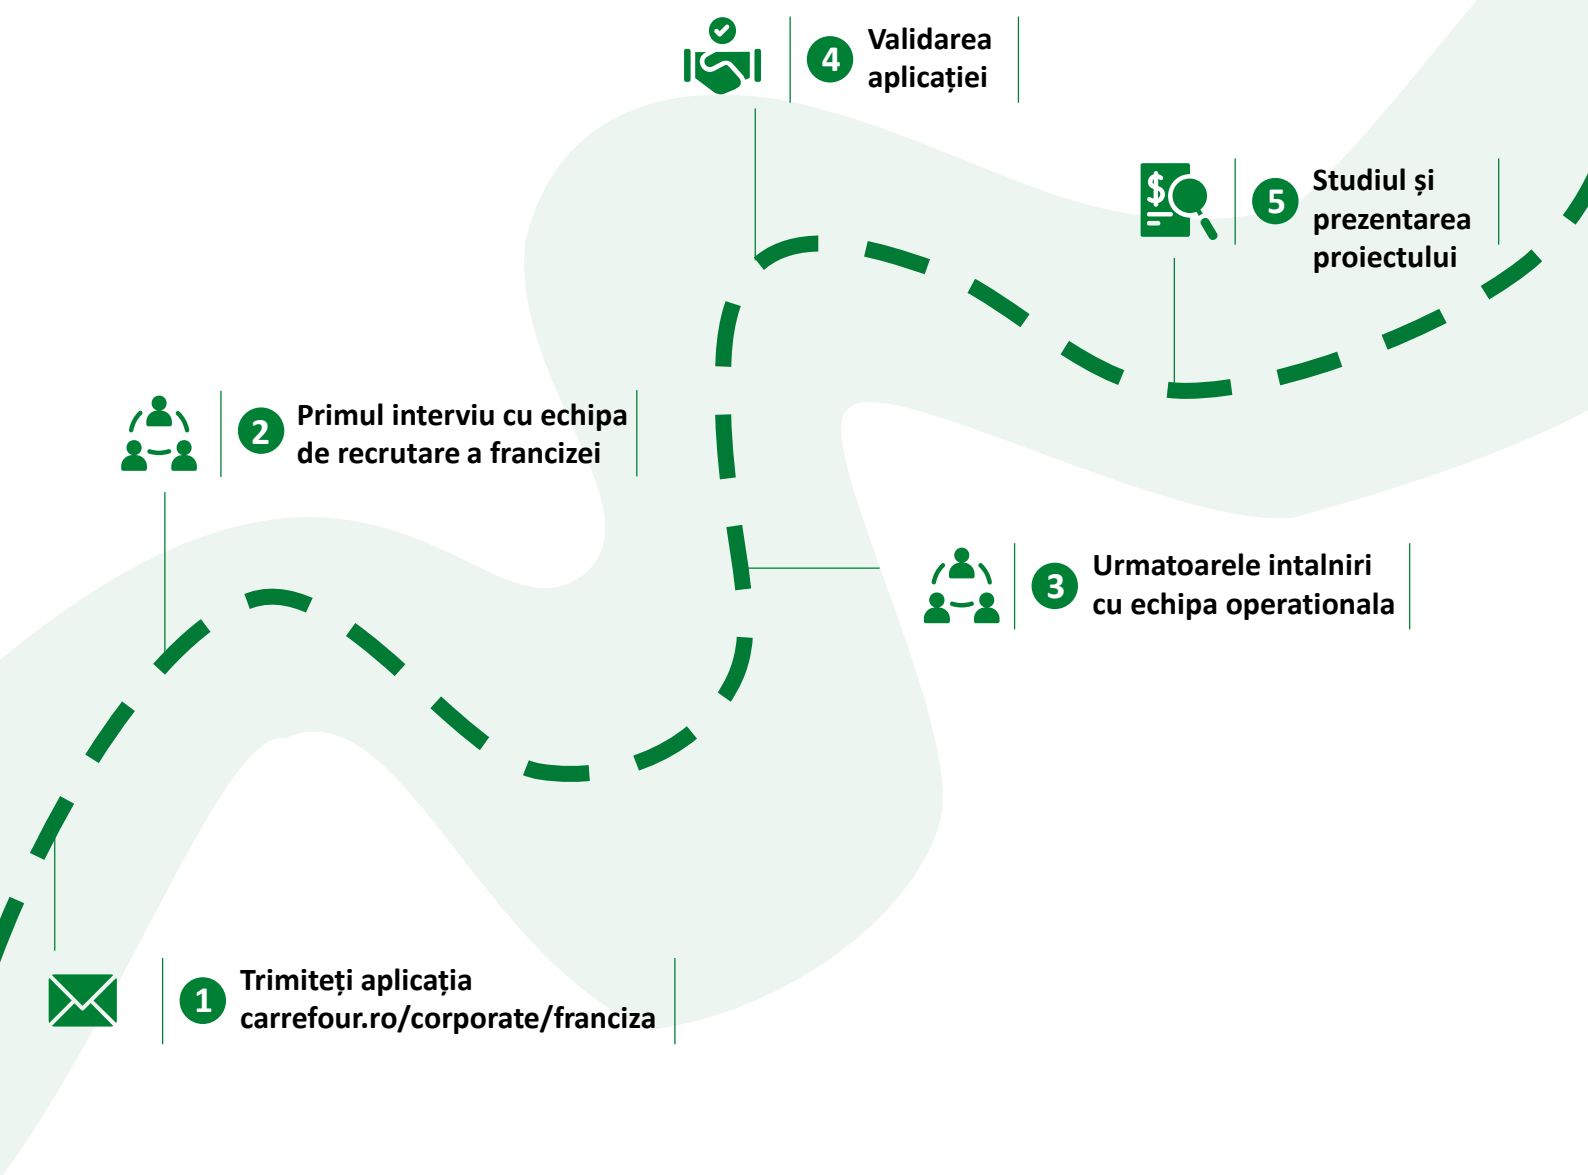 4
Validarea
aplicației
5
Studiul și
prezentarea
proiectului
2
Primul interviu cu echipa
de recrutare a francizei
3
Urmatoarele intalniri
cu echipa operationala
1
Trimiteți aplicația
carrefour.ro/corporate/franciza